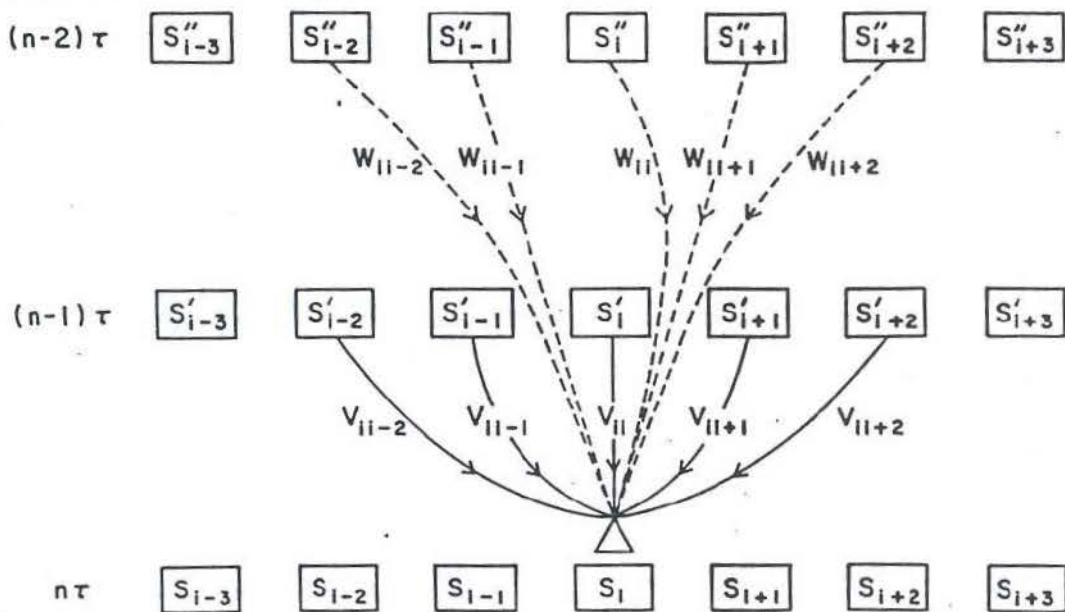 (n-2)τ S″i-3 S″i-2 S″i-1 S″i S″i+1 S″i+2 S″i+3
Wii-2 Wii-1 Wii Wii+1 Wii+2
(n-1)τ S′i-3 S′i-2 S′i-1 S′i S′i+1 S′i+2 S′i+3
Vii-2 Vii-1 Vii Vii+1 Vii+2
nτ Si-3 Si-2 Si-1 Si Si+1 Si+2 Si+3